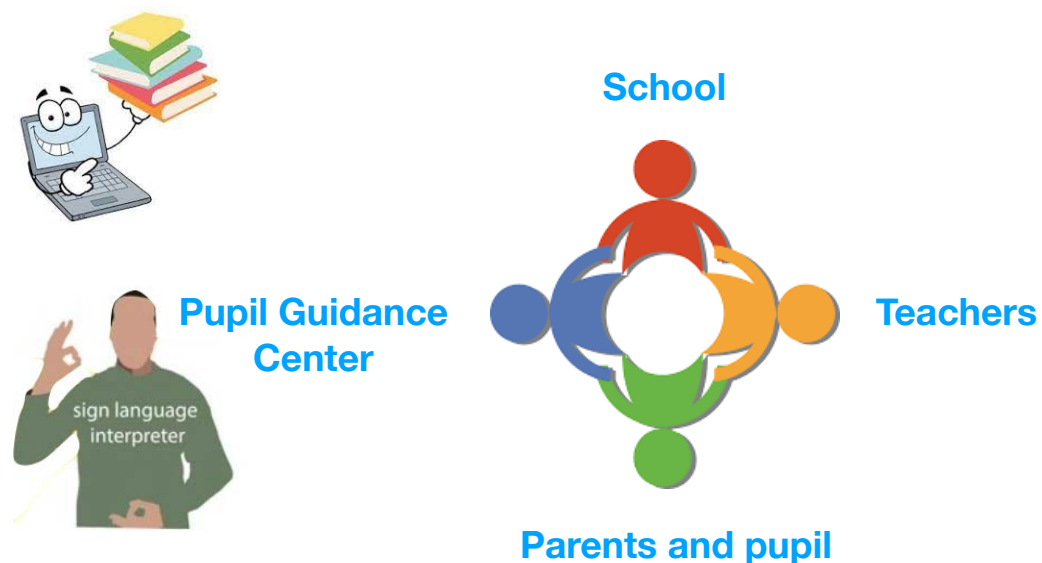 School
Pupil Guidance
Center
Teachers
sign language
interpreter
Parents and pupil